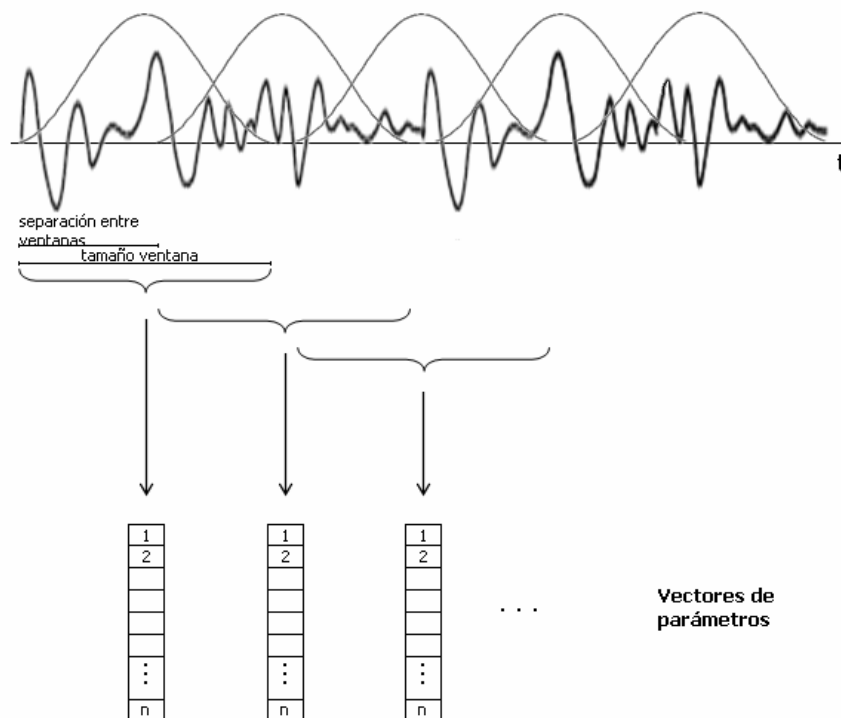 t
separación entre
ventanas
tamaño ventana
1 1 1
2 2 2
. . .
Vectores de
parámetros
⋮ ⋮ ⋮
n n n